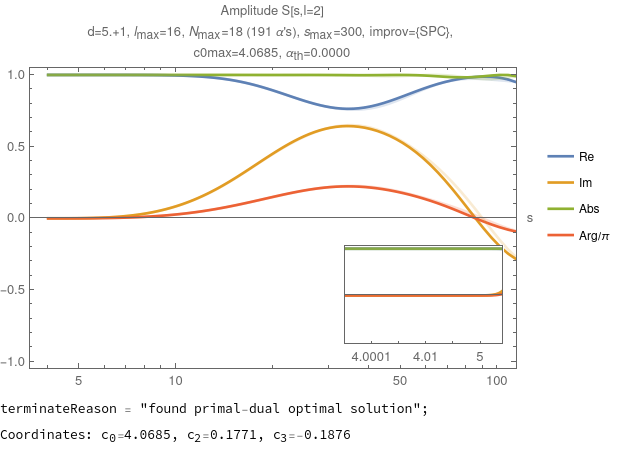 Amplitude S[s,l=2]
d=5.+1, lmax=16, Nmax=18 (191 α's), smax=300, improv={SPC},
c0max=4.0685, αth=0.0000
1.0
0.5
0.0
−0.5
−1.0
s
Re
Im
Abs
Arg/π
4.0001 4.01 5
5 10 50 100
terminateReason = "found primal-dual optimal solution";
Coordinates: c0=4.0685, c2=0.1771, c3=-0.1876